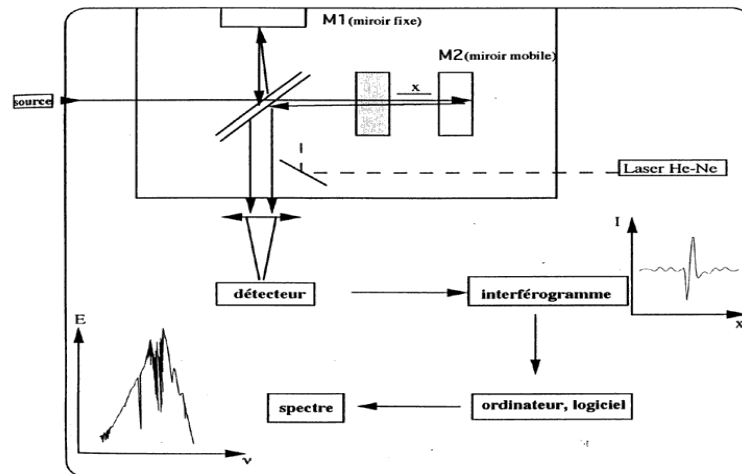 M1(miroir fixe)
M2(miroir mobile)
source
x
Laser He-Ne
I
détecteur
interférogramme
x
E
spectre
ordinateur, logiciel
ν